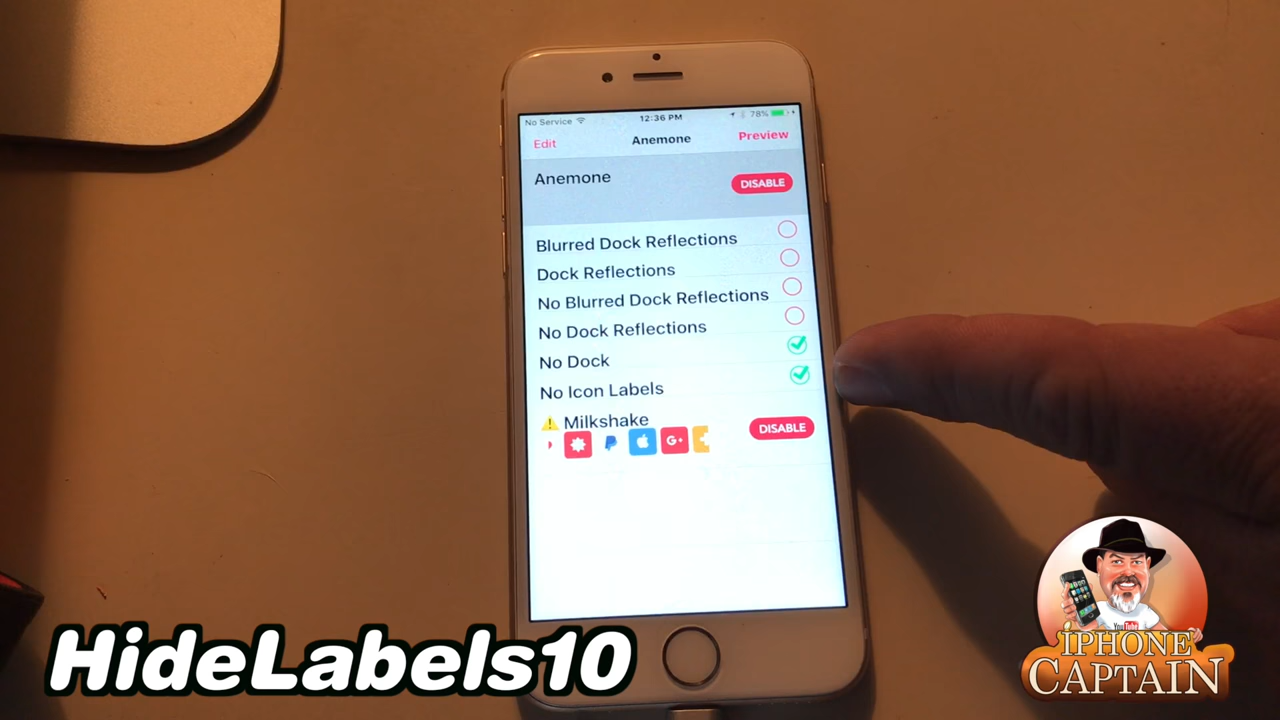 No Service 12:36 PM 78%
Edit Anemone Preview
Anemone DISABLE
Blurred Dock Reflections
Dock Reflections
No Blurred Dock Reflections
No Dock Reflections
No Dock
No Icon Labels
Milkshake
G+ DISABLE
HideLabels10
YouTube
iPHONE
CAPTAIN